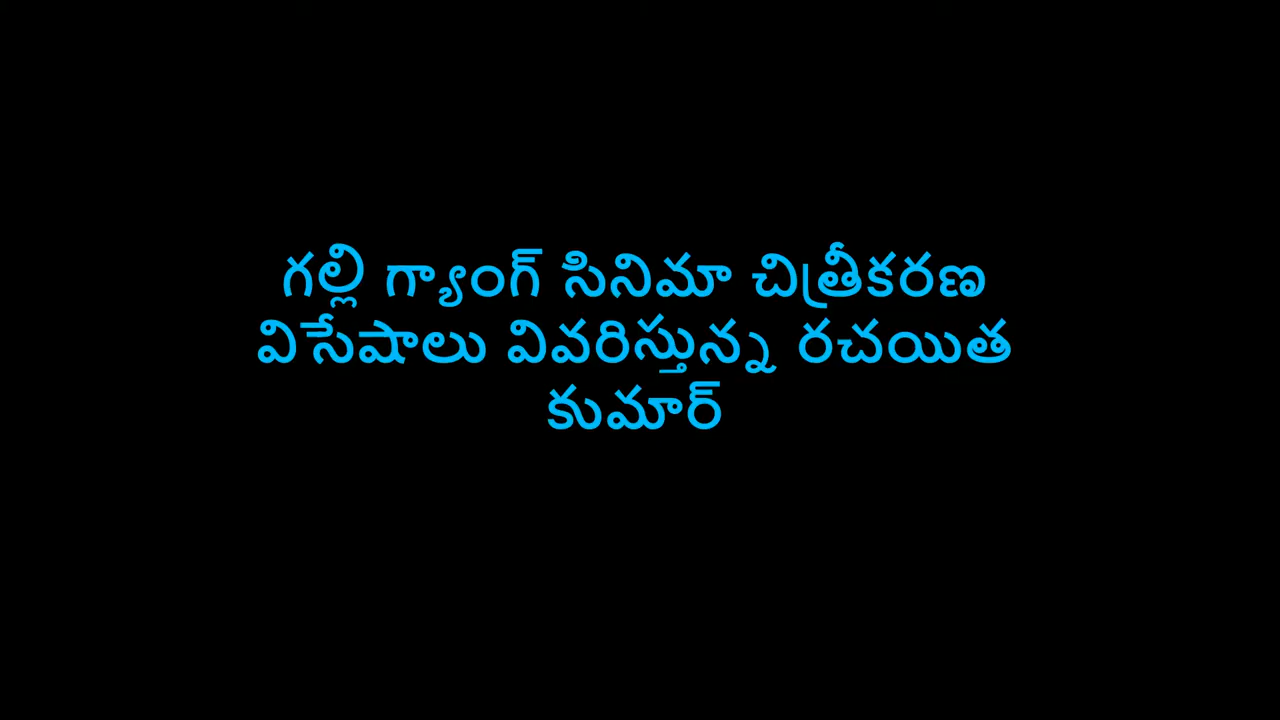 గల్లి గ్యాంగ్ సినిమా చిత్రీకరణ
విసేషాలు వివరిస్తున్న రచయిత
కుమార్